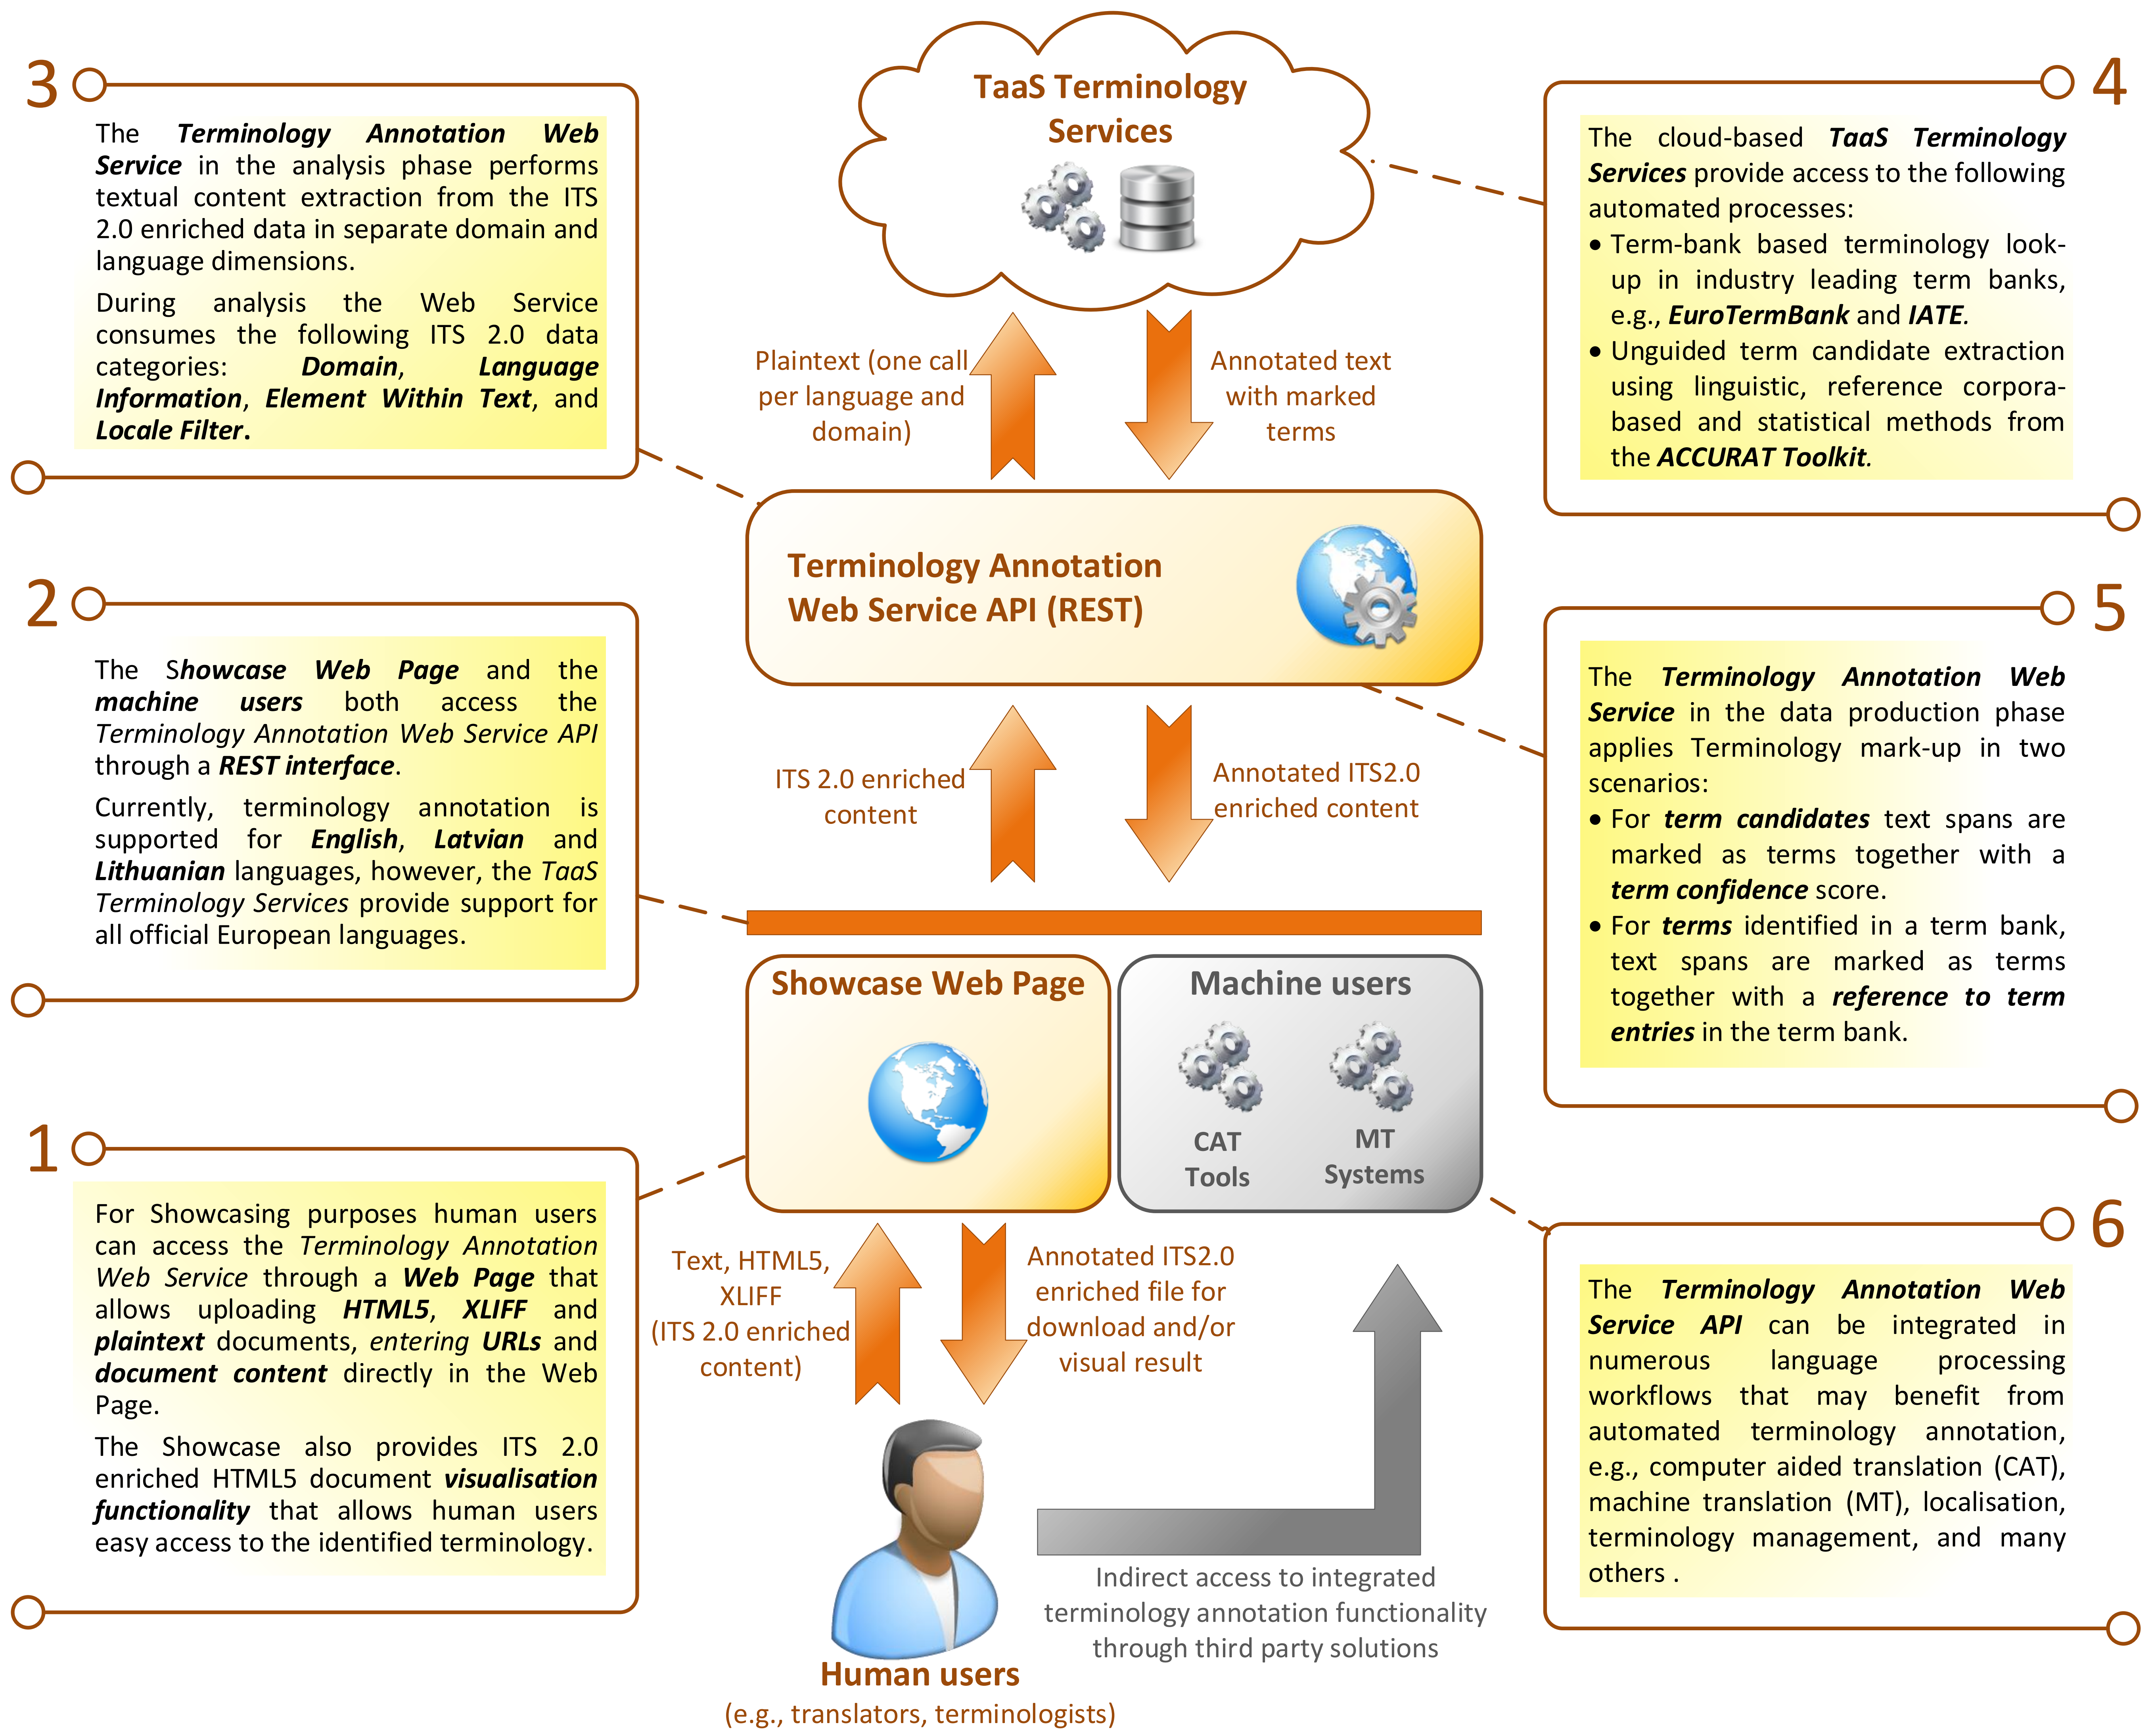 3
The Terminology Annotation Web
Service in the analysis phase performs
textual content extraction from the ITS
2.0 enriched data in separate domain and
language dimensions.
During analysis the Web Service
consumes the following ITS 2.0 data
categories: Domain, Language
Information, Element Within Text, and
Locale Filter.
2
The Showcase Web Page and the
machine users both access the
Terminology Annotation Web Service API
through a REST interface.
Currently, terminology annotation is
supported for English, Latvian and
Lithuanian languages, however, the TaaS
Terminology Services provide support for
all official European languages.
1
For Showcasing purposes human users
can access the Terminology Annotation
Web Service through a Web Page that
allows uploading HTML5, XLIFF and
plaintext documents, entering URLs and
document content directly in the Web
Page.
The Showcase also provides ITS 2.0
enriched HTML5 document visualisation
functionality that allows human users
easy access to the identified terminology.
TaaS Terminology
Services
Plaintext (one call
per language and
domain)
Annotated text
with marked
terms
Terminology Annotation
Web Service API (REST)
ITS 2.0 enriched
content
Annotated ITS2.0
enriched content
Showcase Web Page
Machine users
CAT
Tools
MT
Systems
Text, HTML5,
XLIFF
(ITS 2.0 enriched
content)
Annotated ITS2.0
enriched file for
download and/or
visual result
Indirect access to integrated
terminology annotation functionality
through third party solutions
Human users
(e.g., translators, terminologists)
4
The cloud-based TaaS Terminology
Services provide access to the following
automated processes:
• Term-bank based terminology look-
up in industry leading term banks,
e.g., EuroTermBank and IATE.
• Unguided term candidate extraction
using linguistic, reference corpora-
based and statistical methods from
the ACCURAT Toolkit.
5
The Terminology Annotation Web
Service in the data production phase
applies Terminology mark-up in two
scenarios:
• For term candidates text spans are
marked as terms together with a
term confidence score.
• For terms identified in a term bank,
text spans are marked as terms
together with a reference to term
entries in the term bank.
6
The Terminology Annotation Web
Service API can be integrated in
numerous language processing
workflows that may benefit from
automated terminology annotation,
e.g., computer aided translation (CAT),
machine translation (MT), localisation,
terminology management, and many
others .